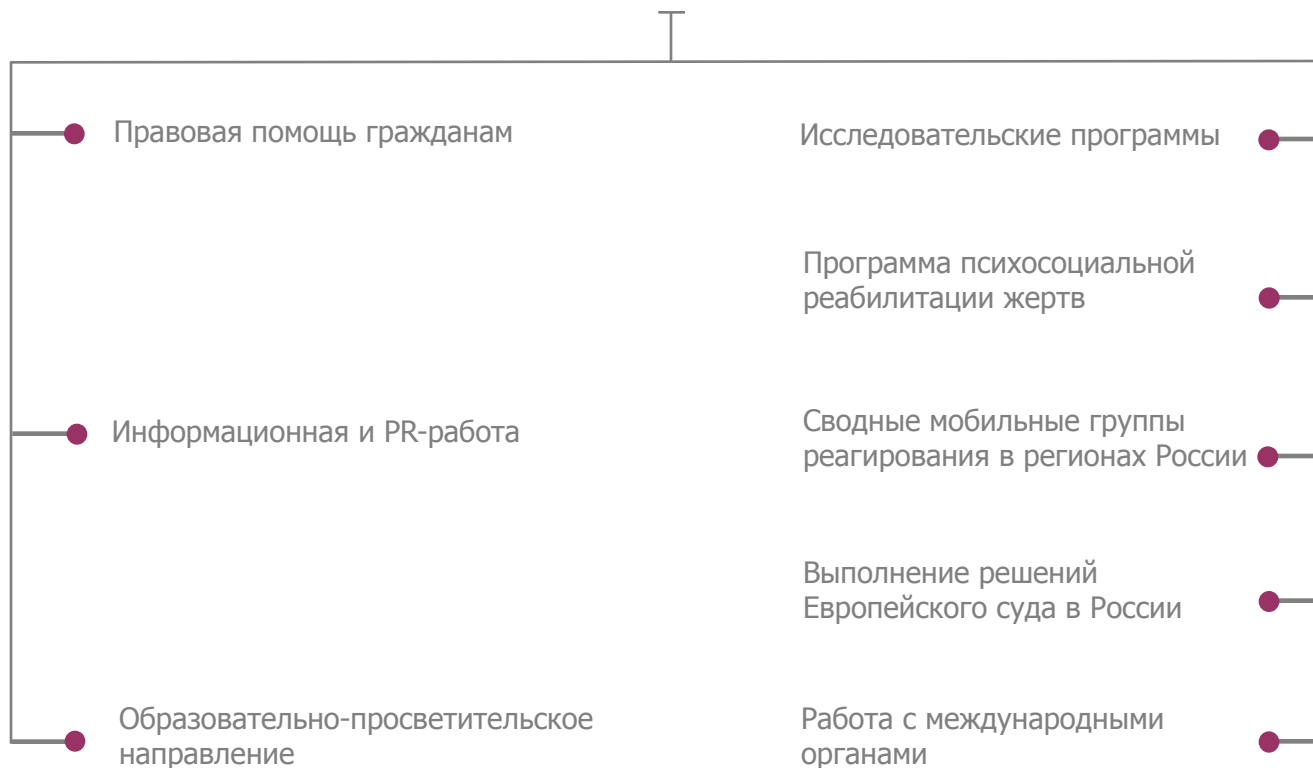 Правовая помощь гражданам
Информационная и PR-работа
Образовательно-просветительское
направление
Исследовательские программы
Программа психосоциальной
реабилитации жертв
Сводные мобильные группы
реагирования в регионах России
Выполнение решений
Европейского суда в России
Работа с международными
органами